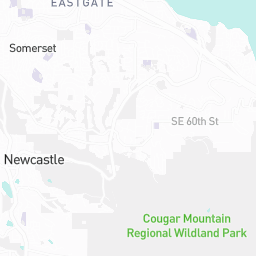 EASTGATE
Somerset
SE 60th St
Newcastle
Cougar Mountain
Regional Wildland Park